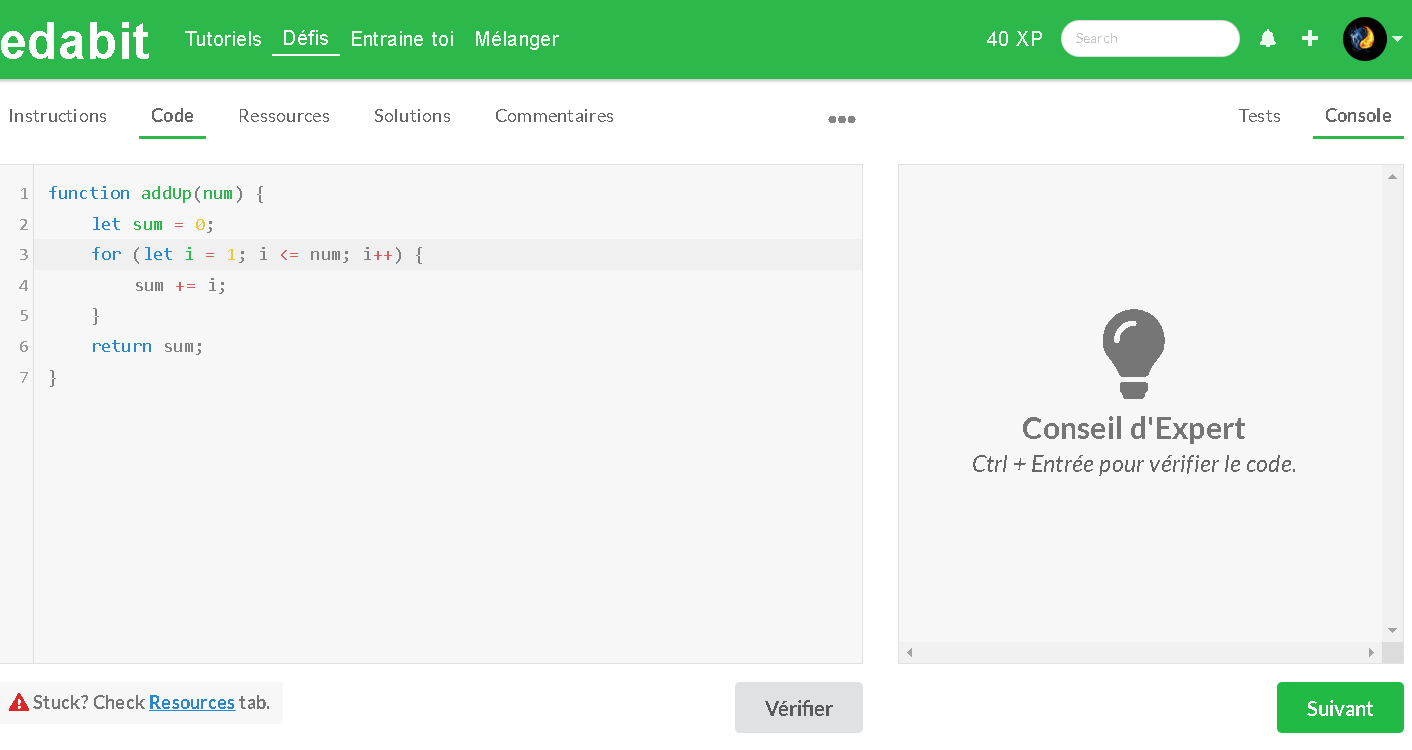 edabit Tutoriels Défis Entraine toi Mélanger 40 XP Search
Instructions Code Ressources Solutions Commentaires Tests Console
1 function addUp(num) {
2 let sum = 0;
3 for (let i = 1; i <= num; i++) {
4 sum += i;
5 }
6 return sum;
7 }
Conseil d'Expert
Ctrl + Entrée pour vérifier le code.
Stuck? Check Resources tab.
Vérifier
Suivant